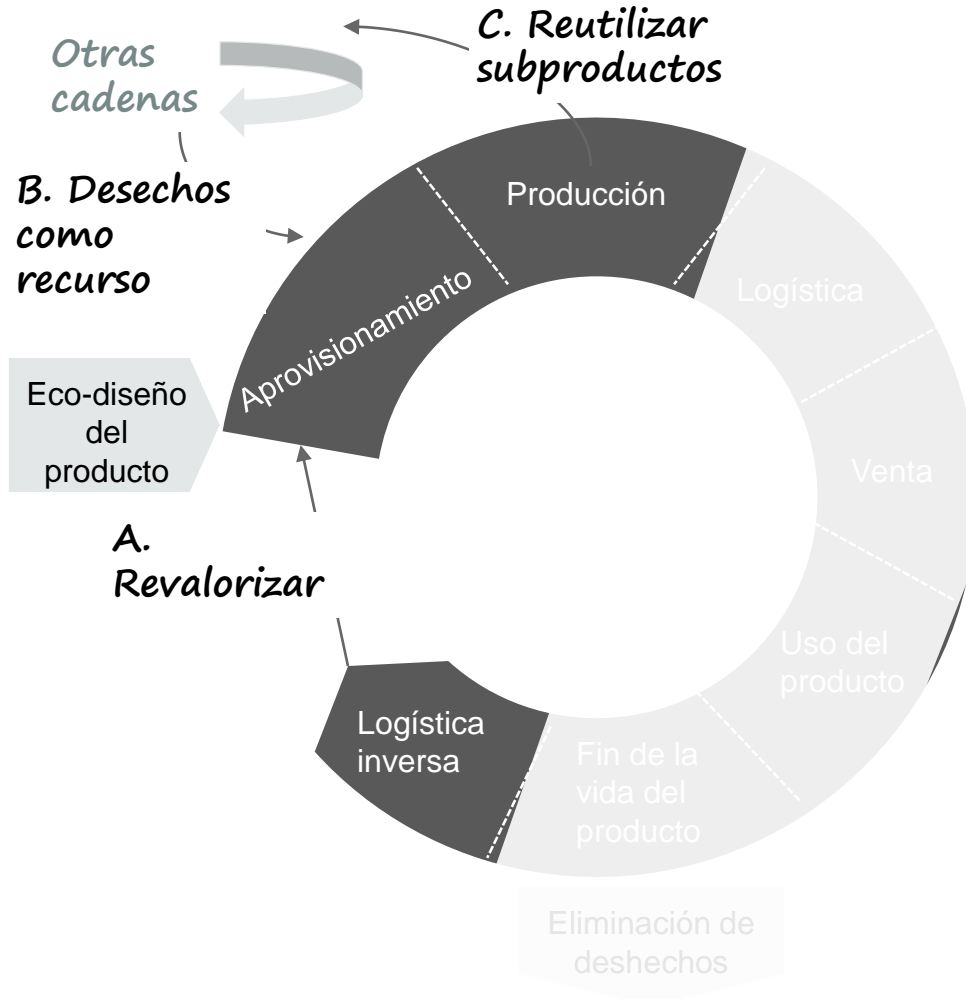 C. Reutilizar
subproductos
Otras
cadenas
B. Desechos
como
recurso
Producción
Aprovisionamiento
Logística
Eco-diseño
del
producto
Venta
A.
Revalorizar
Uso del
producto
Logística
inversa
Fin de la
vida del
producto
Eliminación de
deshechos